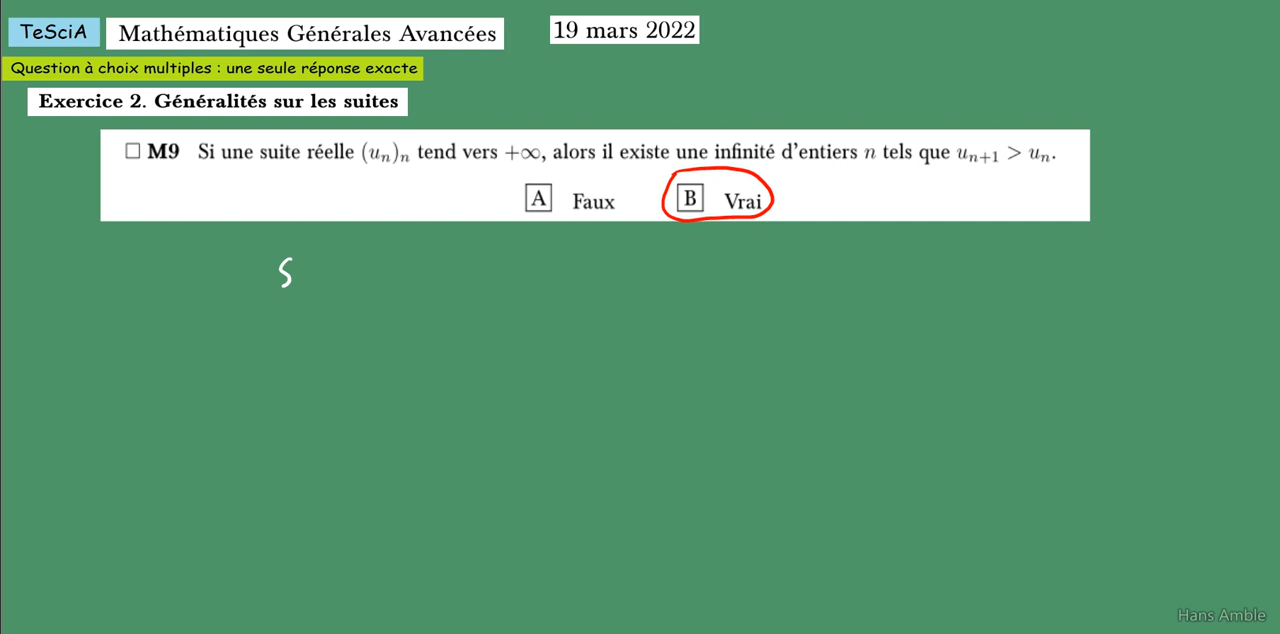 TeSciA Mathématiques Générales Avancées 19 mars 2022
Question à choix multiples : une seule réponse exacte
Exercice 2. Généralités sur les suites
□ M9 Si une suite réelle (uₙ)ₙ tend vers +∞, alors il existe une infinité d'entiers n tels que uₙ₊₁ > uₙ.
A Faux B Vrai
S
Hans Amble